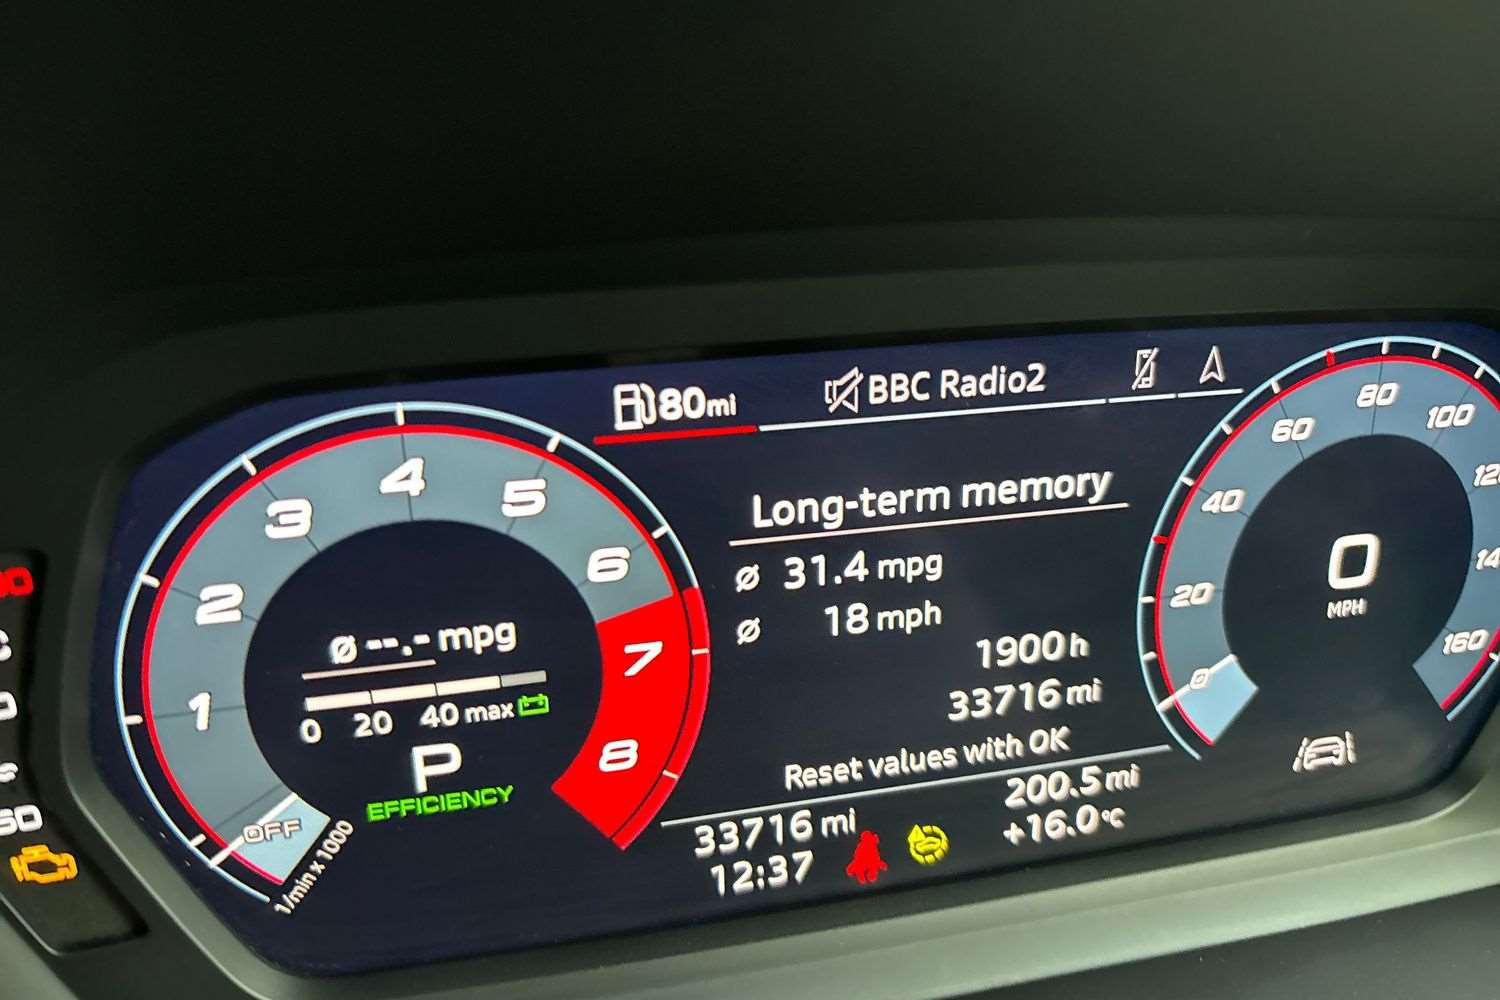 80mi
BBC Radio2
1
2
3
4
5
6
7
8
OFF
1/min x 1000
ø --.- mpg
0 20 40 max
P
EFFICIENCY
Long-term memory
ø 31.4 mpg
ø 18 mph
1900 h
33716 mi
Reset values with OK
33716 mi
200.5 mi
12:37
+16.0°C
0
20
40
60
80
100
160
0
MPH